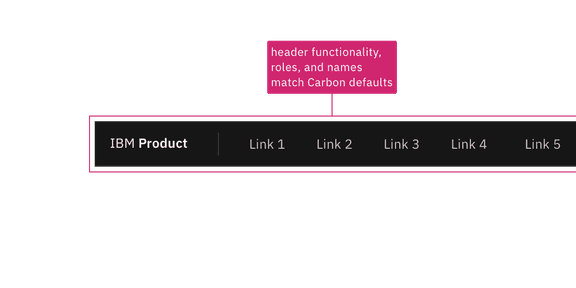 header functionality,
roles, and names
match Carbon defaults
IBM Product Link 1 Link 2 Link 3 Link 4 Link 5